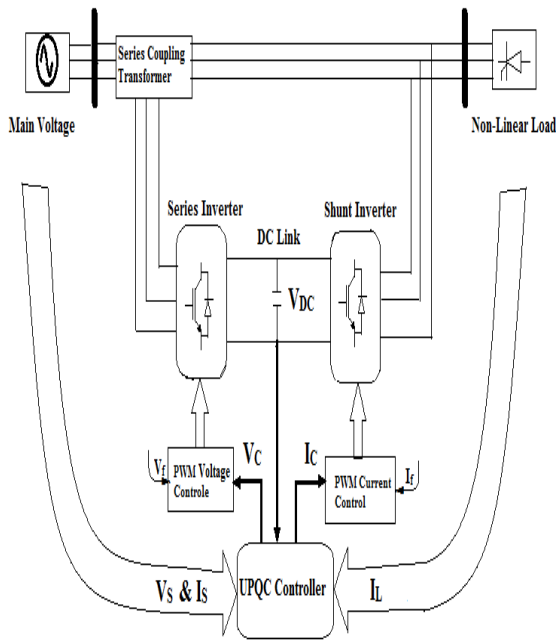 Series Coupling
Transformer
Main Voltage
Non-Linear Load
Series Inverter
Shunt Inverter
DC Link
VDC
Vf
PWM Voltage
Controle
VC
IC
PWM Current
Control
If
VS & IS
UPQC Controller
IL